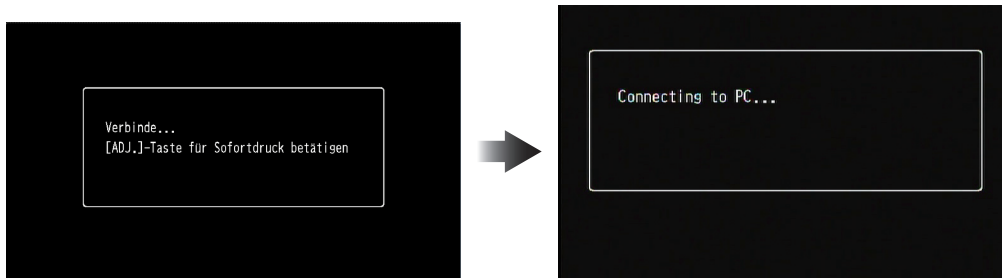 Verbinde...
[ADJ.]-Taste für Sofortdruck betätigen
Connecting to PC...